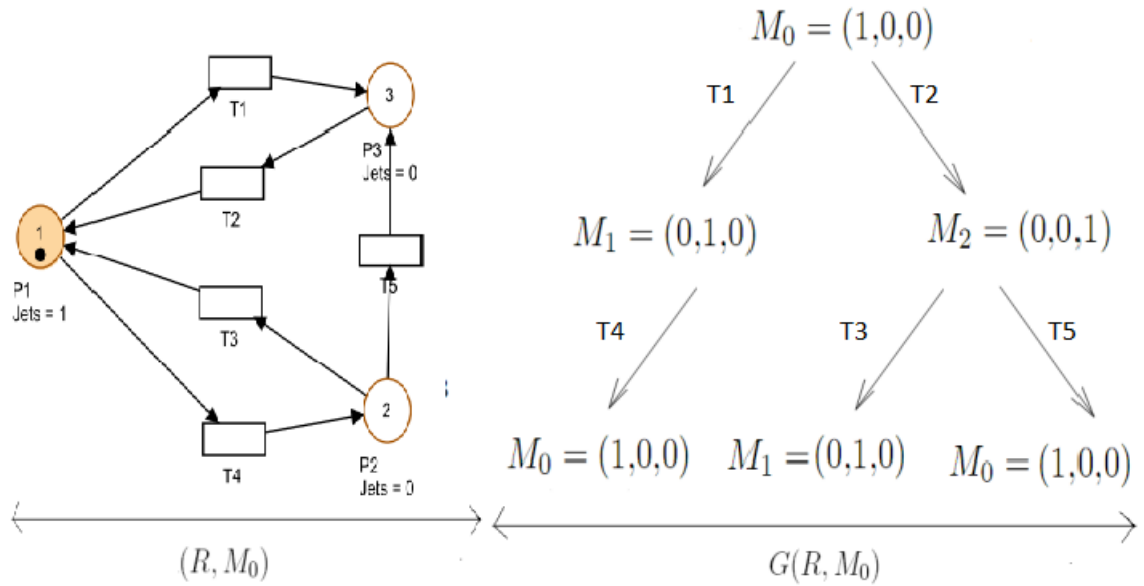 T1
3
P3
Jets = 0
T2
1
P1
Jets = 1
T5
T3
2
T4
P2
Jets = 0
(R, M₀)
M₀ = (1,0,0)
T1
T2
M₁ = (0,1,0)
M₂ = (0,0,1)
T4
T3
T5
M₀ = (1,0,0)
M₁ = (0,1,0)
M₀ = (1,0,0)
G(R, M₀)